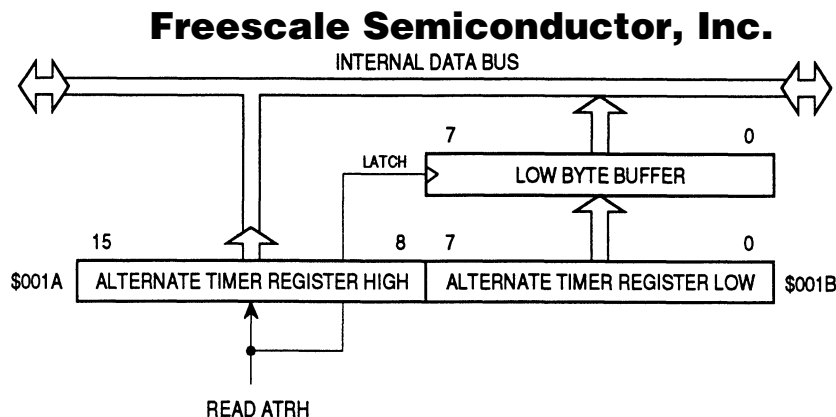 Freescale Semiconductor, Inc.
INTERNAL DATA BUS
7 0
LATCH
LOW BYTE BUFFER
15 8 7 0
$001A ALTERNATE TIMER REGISTER HIGH ALTERNATE TIMER REGISTER LOW $001B
READ ATRH